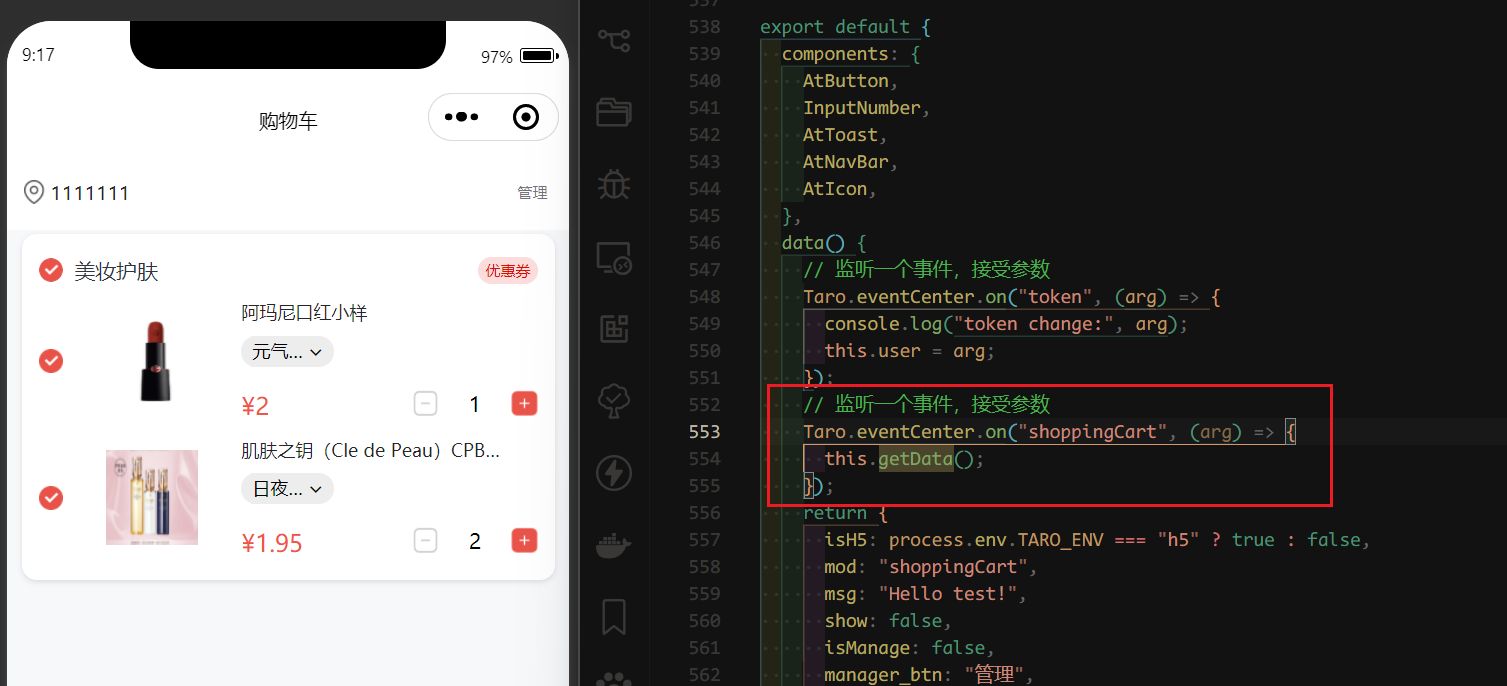 9:17
97%
购物车
1111111
管理
美妆护肤
优惠券
阿玛尼口红小样
元气...
¥2
1
肌肤之钥（Cle de Peau）CPB...
日夜...
¥1.95
2
538 export default {
539 components: {
540 AtButton,
541 InputNumber,
542 AtToast,
543 AtNavBar,
544 AtIcon,
545 },
546 data() {
547 // 监听一个事件，接受参数
548 Taro.eventCenter.on("token", (arg) => {
549 console.log("token change:", arg);
550 this.user = arg;
551 });
552 // 监听一个事件，接受参数
553 Taro.eventCenter.on("shoppingCart", (arg) => {
554 this.getData();
555 });
556 return {
557 isH5: process.env.TARO_ENV === "h5" ? true : false,
558 mod: "shoppingCart",
559 msg: "Hello test!",
560 show: false,
561 isManage: false,
562 manager_btn: "管理",